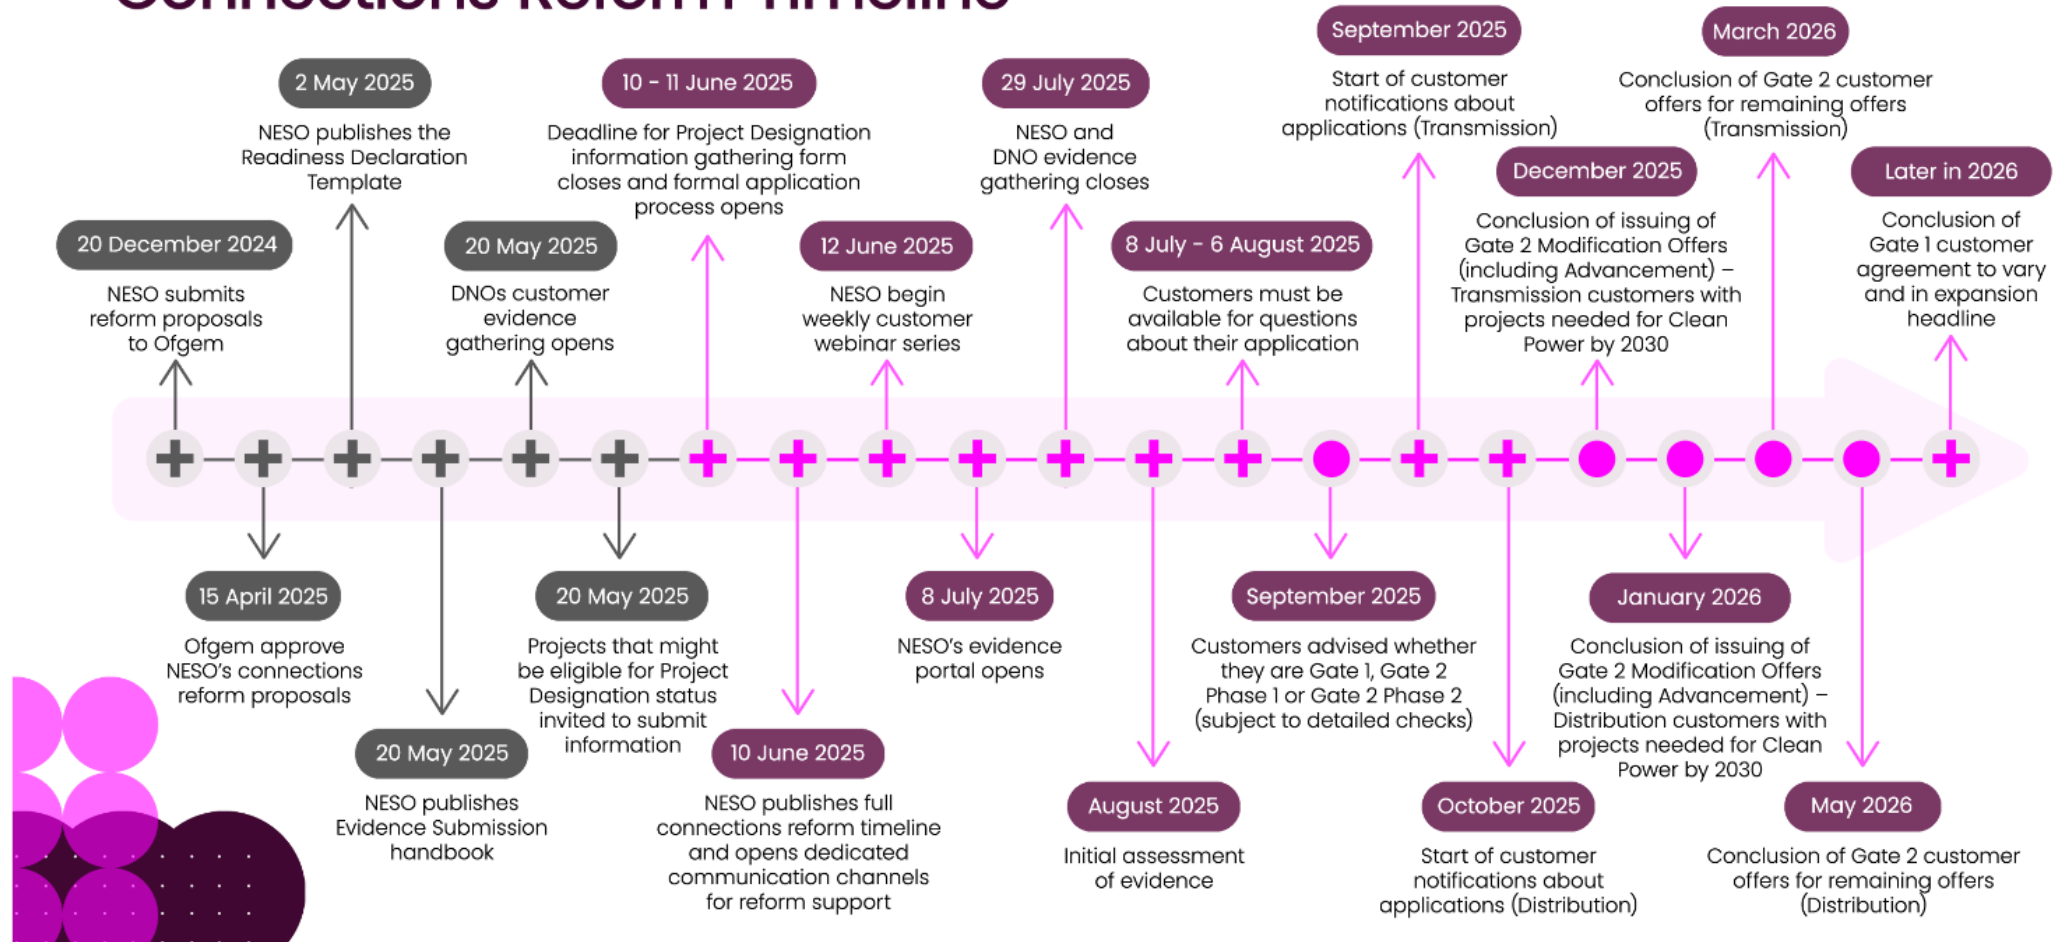 Connections Reform Timeline
20 December 2024
NESO submits
reform proposals
to Ofgem
15 April 2025
Ofgem approve
NESO’s connections
reform proposals
2 May 2025
NESO publishes the
Readiness Declaration
Template
20 May 2025
NESO publishes
Evidence Submission
handbook
20 May 2025
DNOs customer
evidence
gathering opens
20 May 2025
Projects that might
be eligible for Project
Designation status
invited to submit
information
10 - 11 June 2025
Deadline for Project Designation
information gathering form
closes and formal application
process opens
10 June 2025
NESO publishes full
connections reform timeline
and opens dedicated
communication channels
for reform support
12 June 2025
NESO begin
weekly customer
webinar series
8 July 2025
NESO’s evidence
portal opens
29 July 2025
NESO and
DNO evidence
gathering closes
August 2025
Initial assessment
of evidence
8 July - 6 August 2025
Customers must be
available for questions
about their application
September 2025
Customers advised whether
they are Gate 1, Gate 2
Phase 1 or Gate 2 Phase 2
(subject to detailed checks)
September 2025
Start of customer
notifications about
applications (Transmission)
October 2025
Start of customer
notifications about
applications (Distribution)
December 2025
Conclusion of issuing of
Gate 2 Modification Offers
(including Advancement) –
Transmission customers with
projects needed for Clean
Power by 2030
January 2026
Conclusion of issuing of
Gate 2 Modification Offers
(including Advancement) –
Distribution customers with
projects needed for Clean
Power by 2030
March 2026
Conclusion of Gate 2 customer
offers for remaining offers
(Transmission)
May 2026
Conclusion of Gate 2 customer
offers for remaining offers
(Distribution)
Later in 2026
Conclusion of
Gate 1 customer
agreement to vary
and in expansion
headline